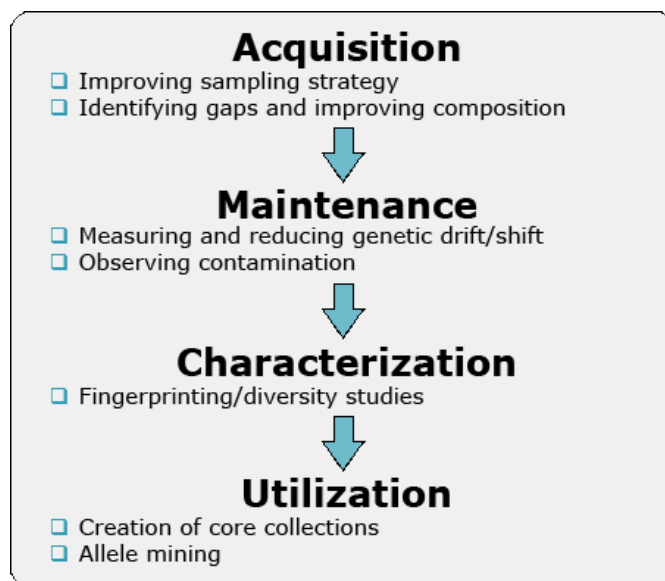 Acquisition
Improving sampling strategy
Identifying gaps and improving composition
Maintenance
Measuring and reducing genetic drift/shift
Observing contamination
Characterization
Fingerprinting/diversity studies
Utilization
Creation of core collections
Allele mining